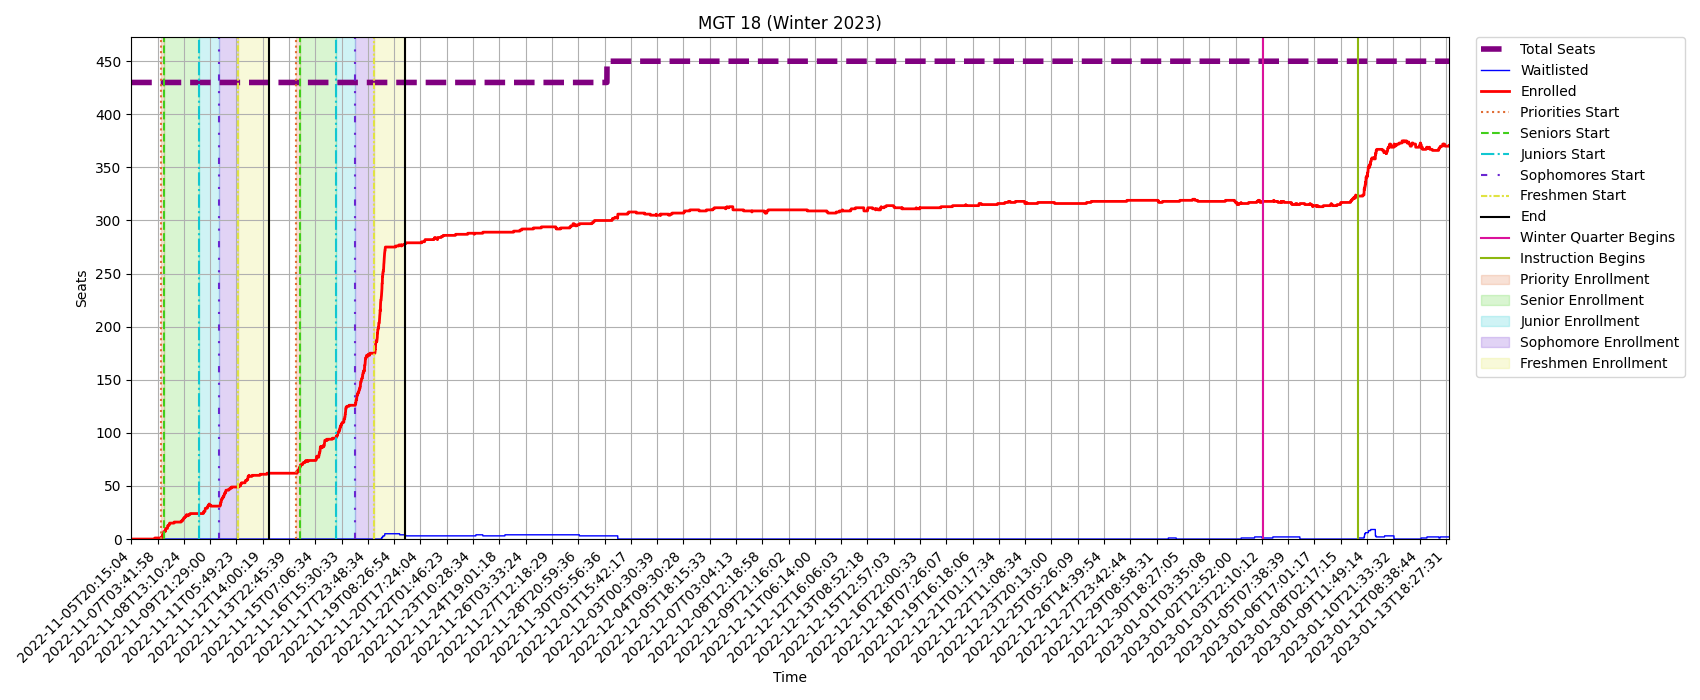 MGT 18 (Winter 2023)
Seats
450
400
350
300
250
200
150
100
50
0
2022-11-05T20:15:04
2022-11-07T03:41:58
2022-11-08T13:10:24
2022-11-09T21:29:00
2022-11-11T05:49:23
2022-11-12T14:00:19
2022-11-13T22:45:39
2022-11-15T07:06:34
2022-11-16T15:30:33
2022-11-17T23:48:34
2022-11-19T08:26:54
2022-11-20T17:24:04
2022-11-22T01:46:23
2022-11-23T10:28:34
2022-11-24T19:01:18
2022-11-26T03:33:24
2022-11-27T12:18:29
2022-11-28T20:59:36
2022-11-30T05:56:36
2022-12-01T15:42:17
2022-12-03T00:30:39
2022-12-04T09:30:28
2022-12-05T18:15:33
2022-12-07T03:04:13
2022-12-08T12:18:58
2022-12-09T21:16:02
2022-12-11T06:14:00
2022-12-12T16:06:03
2022-12-13T08:52:18
2022-12-15T12:57:03
2022-12-16T22:00:33
2022-12-18T07:26:07
2022-12-19T16:18:06
2022-12-21T01:17:34
2022-12-22T11:08:34
2022-12-23T20:13:00
2022-12-25T05:26:09
2022-12-26T14:39:54
2022-12-27T23:42:44
2022-12-29T08:58:31
2022-12-30T18:27:05
2023-01-01T03:35:08
2023-01-02T12:52:00
2023-01-03T22:10:12
2023-01-05T07:38:39
2023-01-06T17:01:17
2023-01-08T02:17:15
2023-01-09T11:49:14
2023-01-10T21:33:32
2023-01-12T08:38:44
2023-01-13T18:27:31
Time
Total Seats
Waitlisted
Enrolled
Priorities Start
Seniors Start
Juniors Start
Sophomores Start
Freshmen Start
End
Winter Quarter Begins
Instruction Begins
Priority Enrollment
Senior Enrollment
Junior Enrollment
Sophomore Enrollment
Freshmen Enrollment